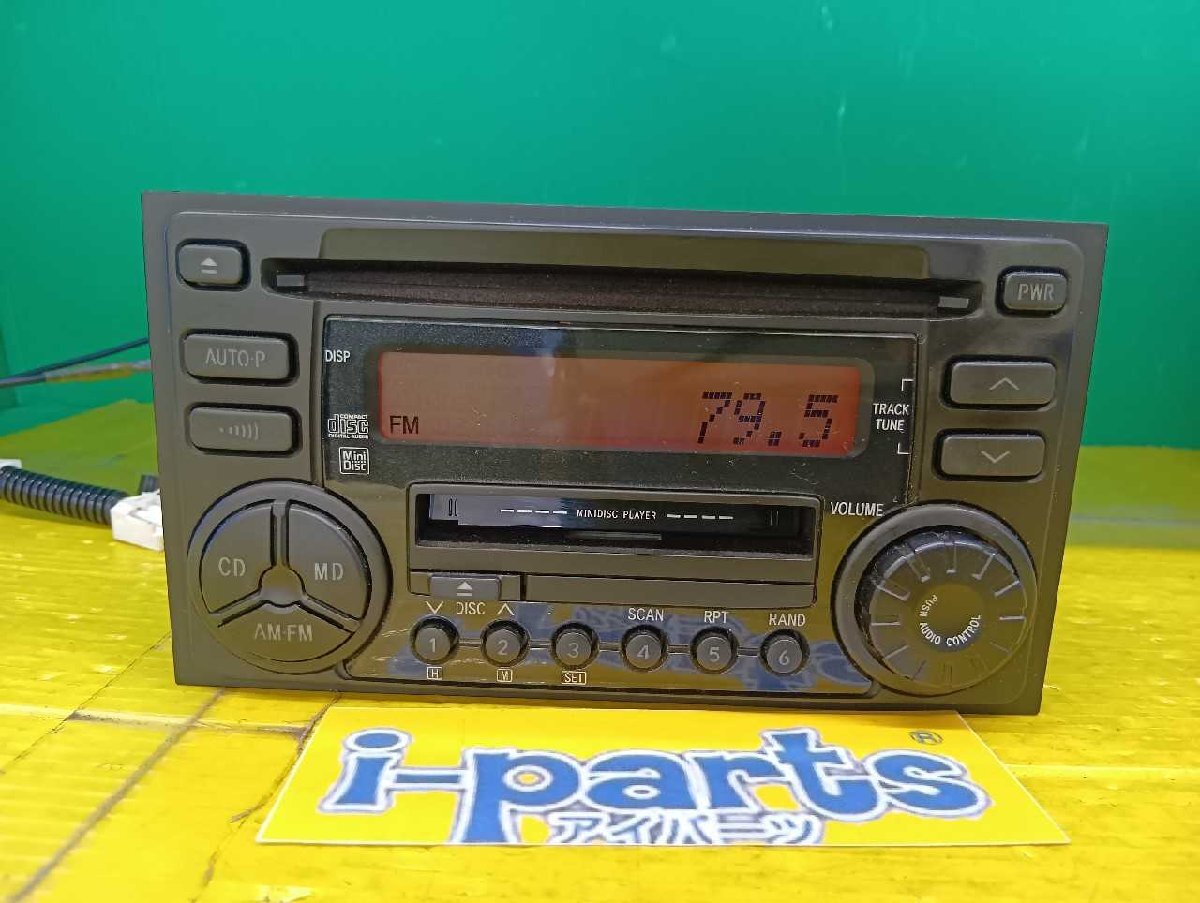 PWR
AUTO-P
DISP
FM
79.5
TRACK
TUNE
COMPACT
disc
DIGITAL AUDIO
Mini
Disc
MINIDISC PLAYER
VOLUME
CD
MD
AM·FM
DISC
SCAN
RPT
RAND
1
2
3
4
5
6
H
M
SET
PUSH AUDIO CONTROL
i-parts®
アイパーツ